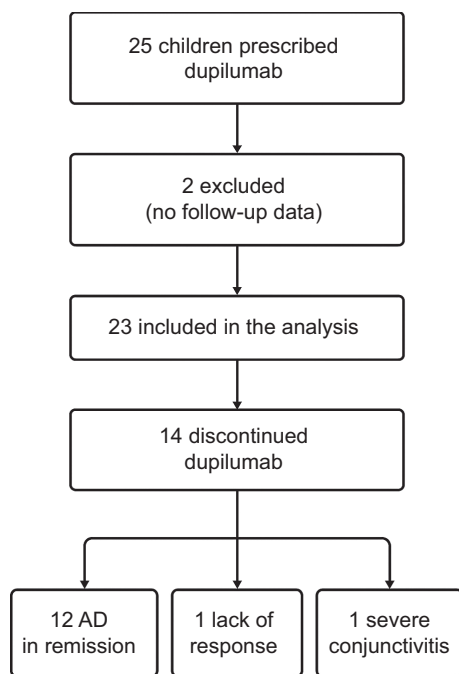 25 children prescribed
dupilumab
2 excluded
(no follow-up data)
23 included in the analysis
14 discontinued
dupilumab
12 AD
in remission
1 lack of
response
1 severe
conjunctivitis